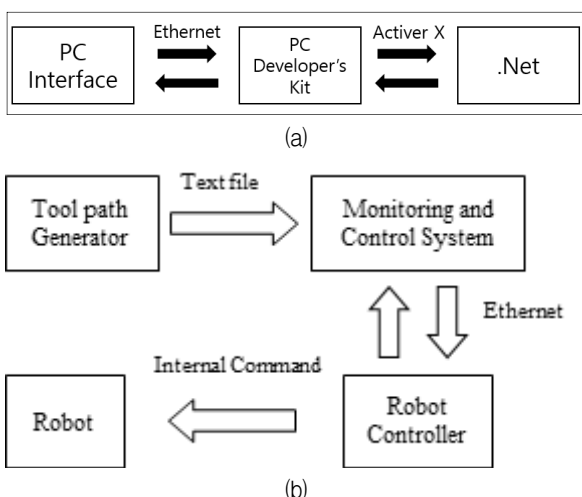 PC
Interface
Ethernet
PC
Developer's
Kit
Activer X
.Net
(a)
Tool path
Generator
Text file
Monitoring and
Control System
Ethernet
Internal Command
Robot
Robot
Controller
(b)